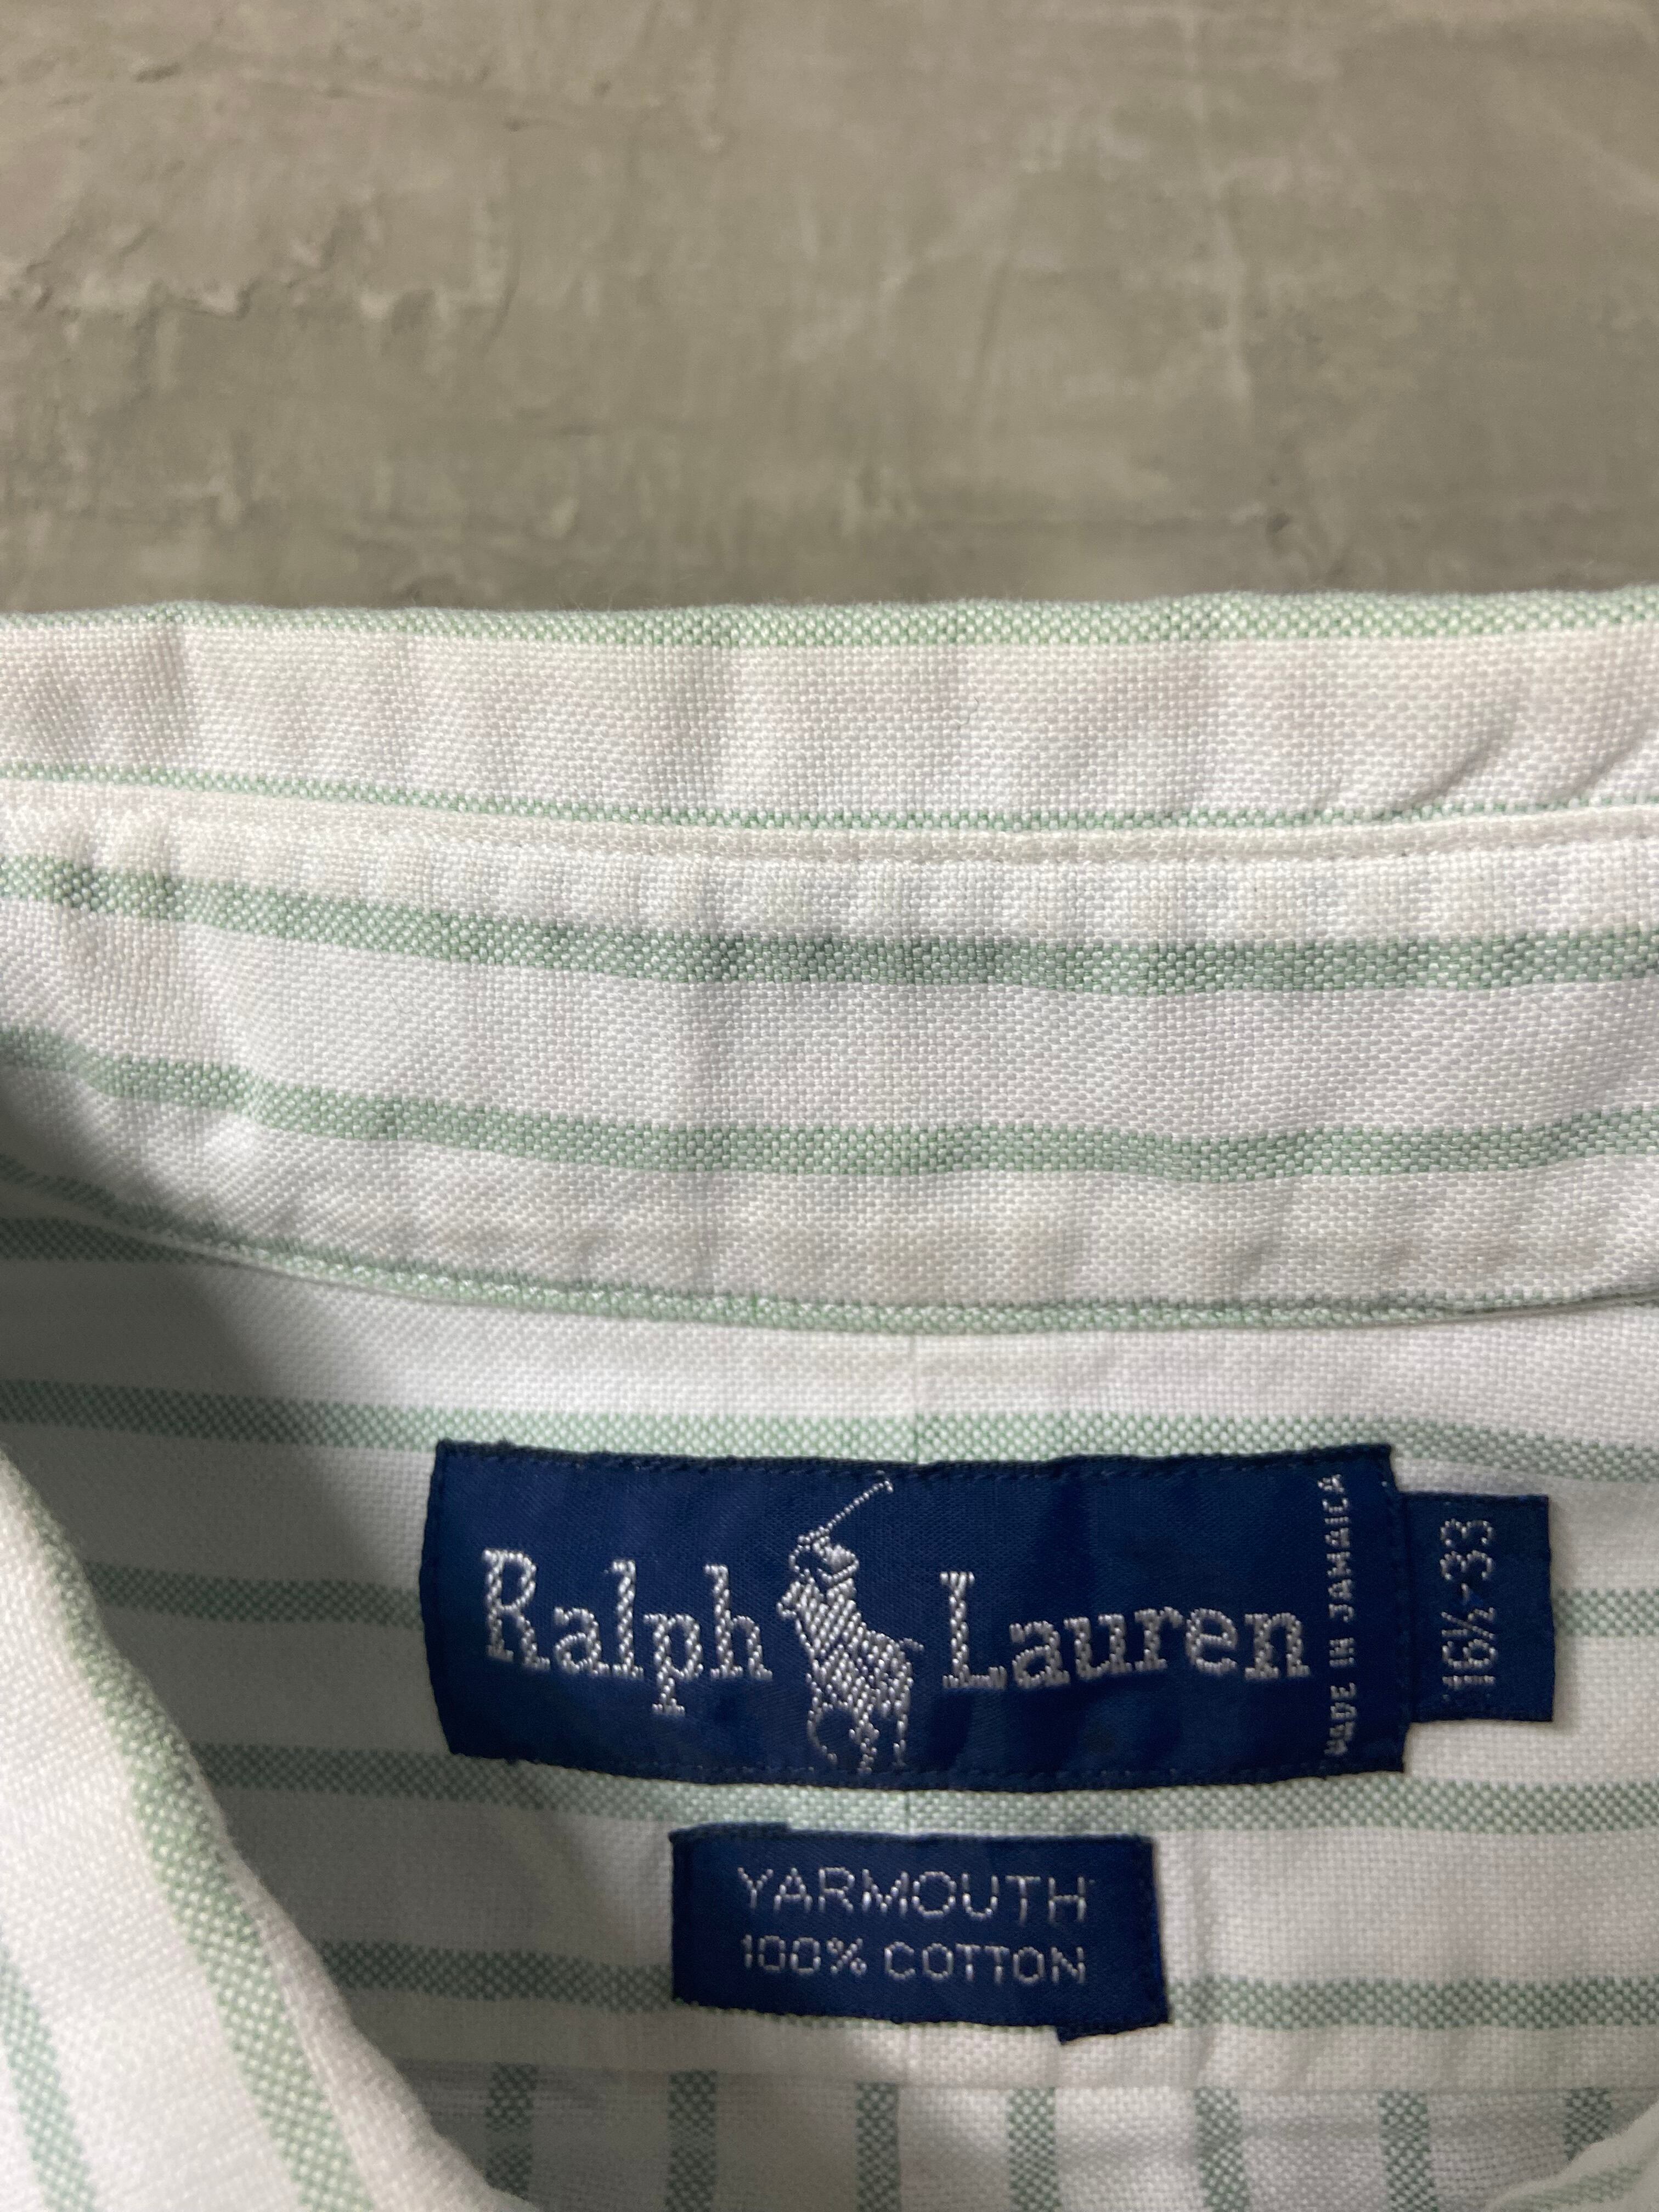 Ralph Lauren
MADE IN JAMAICA
16½-33
YARMOUTH
100% COTTON